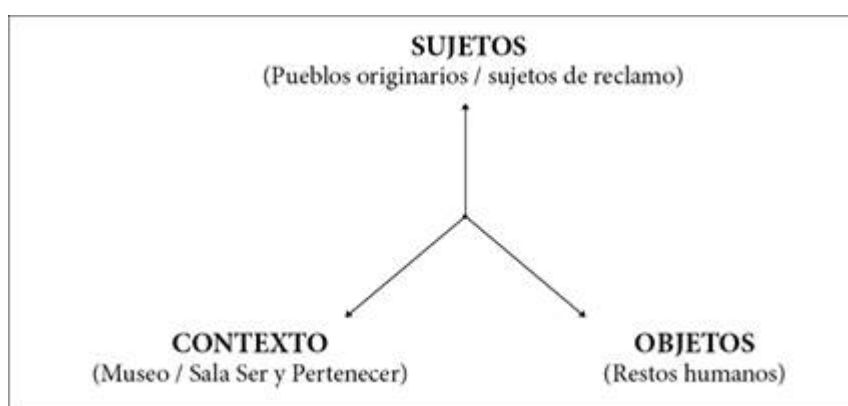 SUJETOS
(Pueblos originarios / sujetos de reclamo)
CONTEXTO
(Museo / Sala Ser y Pertenecer)
OBJETOS
(Restos humanos)